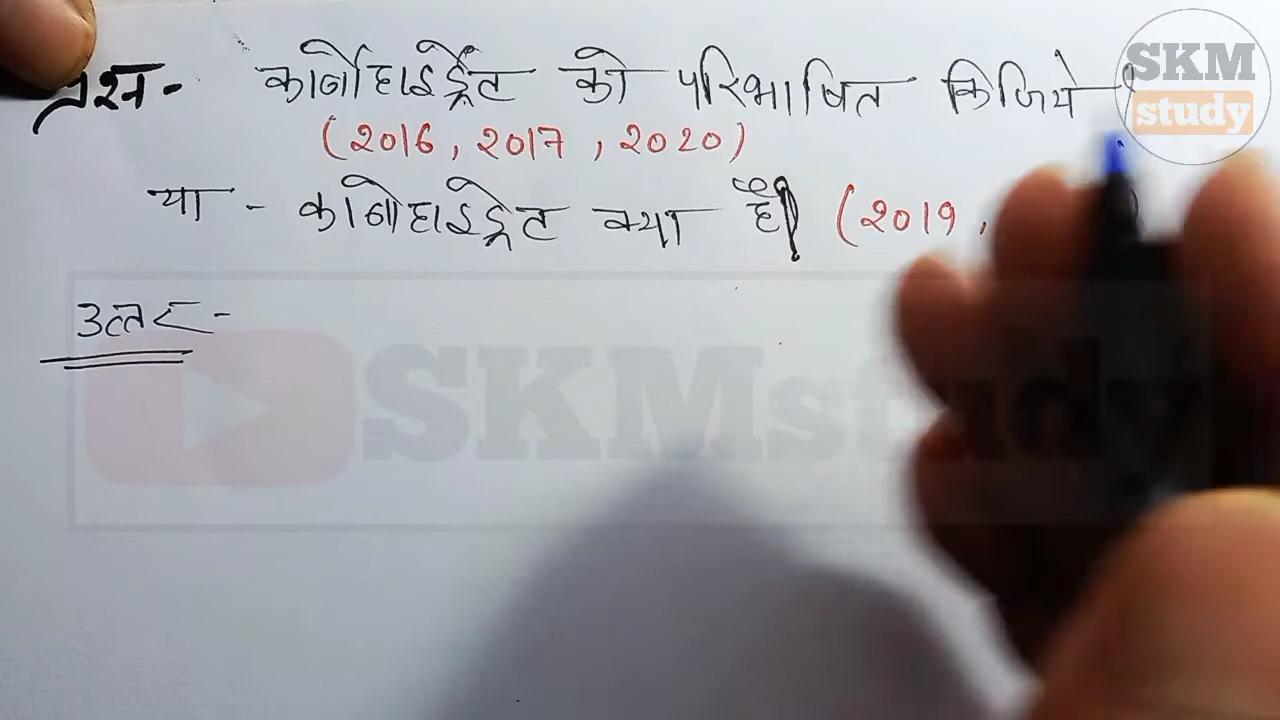 प्रश्न - कार्बोहाइड्रेट को परिभाषित किजिये
(2016, 2017, 2020)
या - कार्बोहाइड्रेट क्या है। (2019,
उत्तर -
SKM
study
SKMstudy